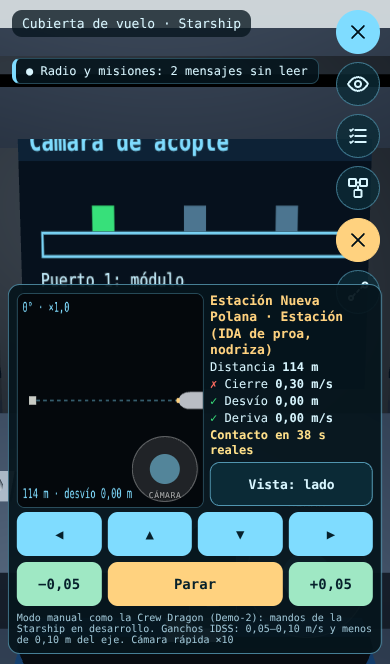 Cubierta de vuelo · Starship
● Radio y misiones: 2 mensajes sin leer
Cámara de acople
Puerto 1: módulo
0° · ×1,0
114 m · desvío 0,00 m
CÁMARA
Estación Nueva
Polana · Estación
(IDA de proa,
nodriza)
Distancia 114 m
✗ Cierre 0,30 m/s
✓ Desvío 0,00 m
✓ Deriva 0,00 m/s
Contacto en 38 s
reales
Vista: lado
◄ ▲ ▼ ►
−0,05 Parar +0,05
Modo manual como la Crew Dragon (Demo-2): mandos de la
Starship en desarrollo. Ganchos IDSS: 0,05–0,10 m/s y menos
de 0,10 m del eje. Cámara rápida ×10